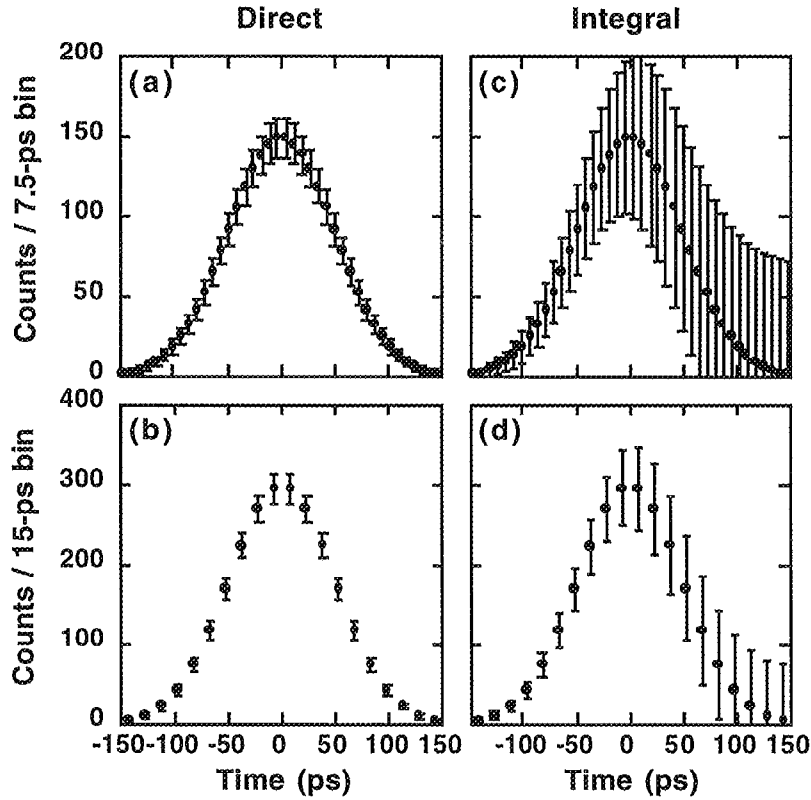 Direct
Integral
Counts / 7.5-ps bin
200
150
100
50
0
(a)
(c)
Counts / 15-ps bin
400
300
200
100
0
(b)
(d)
-150 -100 -50 0 50 100 150
-100 -50 0 50 100 150
Time (ps)
Time (ps)